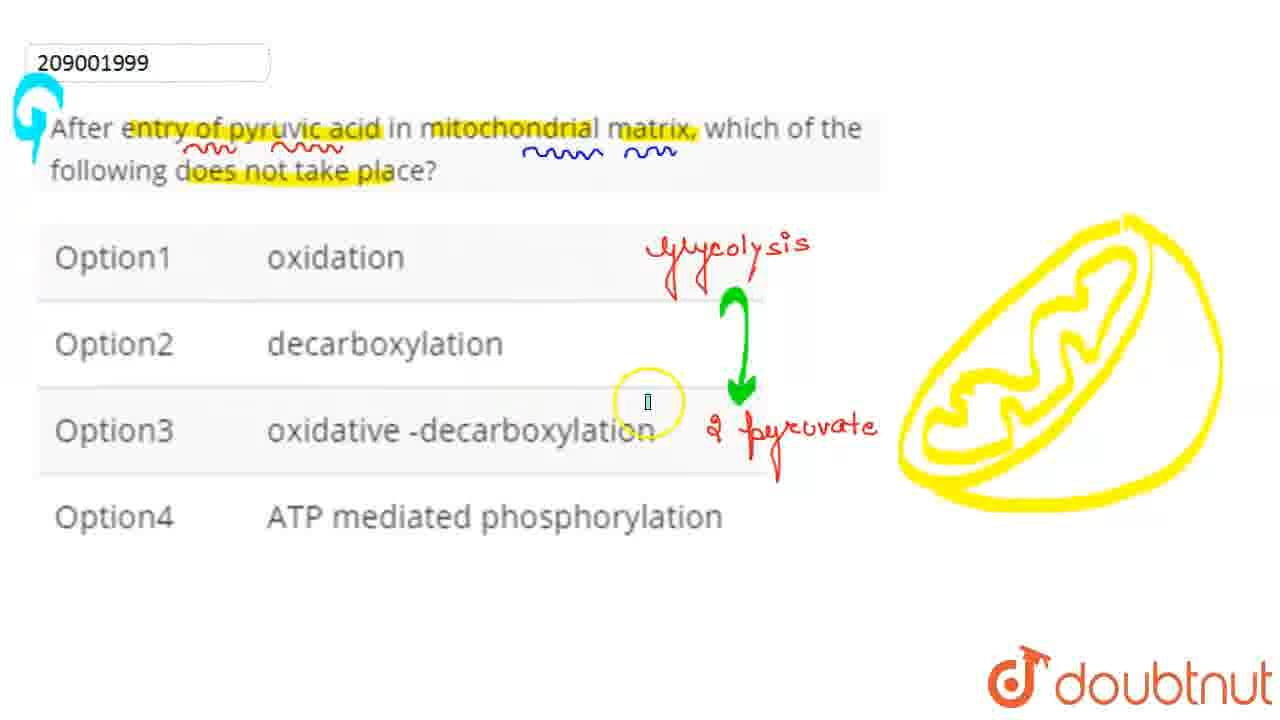 209001999
After entry of pyruvic acid in mitochondrial matrix, which of the
following does not take place?
Option1 oxidation
Glycolysis
Option2 decarboxylation
Option3 oxidative -decarboxylation
2 pyruvate
Option4 ATP mediated phosphorylation
doubtnut